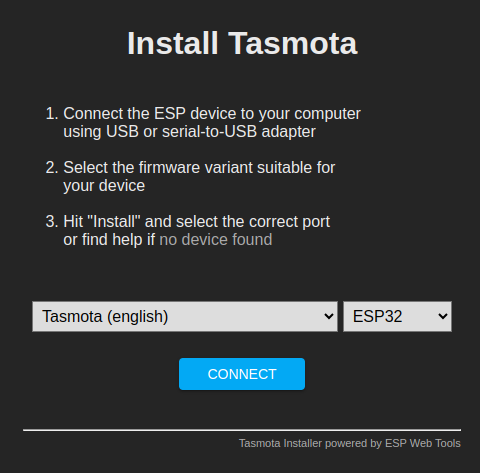 Install Tasmota
1. Connect the ESP device to your computer
using USB or serial-to-USB adapter
2. Select the firmware variant suitable for
your device
3. Hit "Install" and select the correct port
or find help if no device found
Tasmota (english) ESP32
CONNECT
Tasmota Installer powered by ESP Web Tools